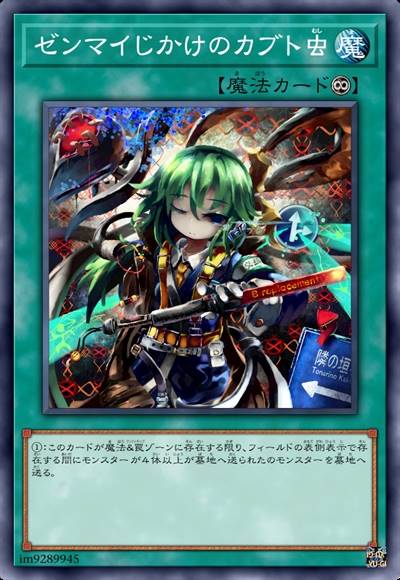 ゼンマイじかけのカブト虫
魔
【魔法カード】
B replacement
隣の垣
Tonarino Kak
①:このカードが魔法&罠ゾーンに存在する限り、フィールドの表側表示で存
在する間にモンスターが4体以上が墓地へ送られたのモンスターを墓地へ
送る。
im9289945